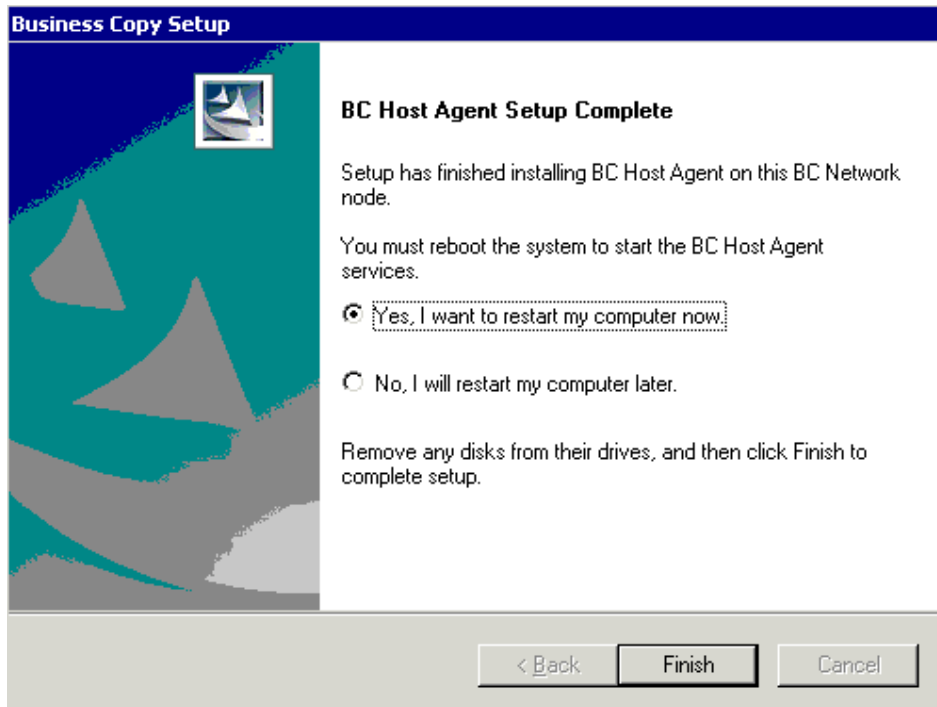 Business Copy Setup
BC Host Agent Setup Complete
Setup has finished installing BC Host Agent on this BC Network
node.
You must reboot the system to start the BC Host Agent
services.
Yes, I want to restart my computer now.
No, I will restart my computer later.
Remove any disks from their drives, and then click Finish to
complete setup.
< Back
Finish
Cancel